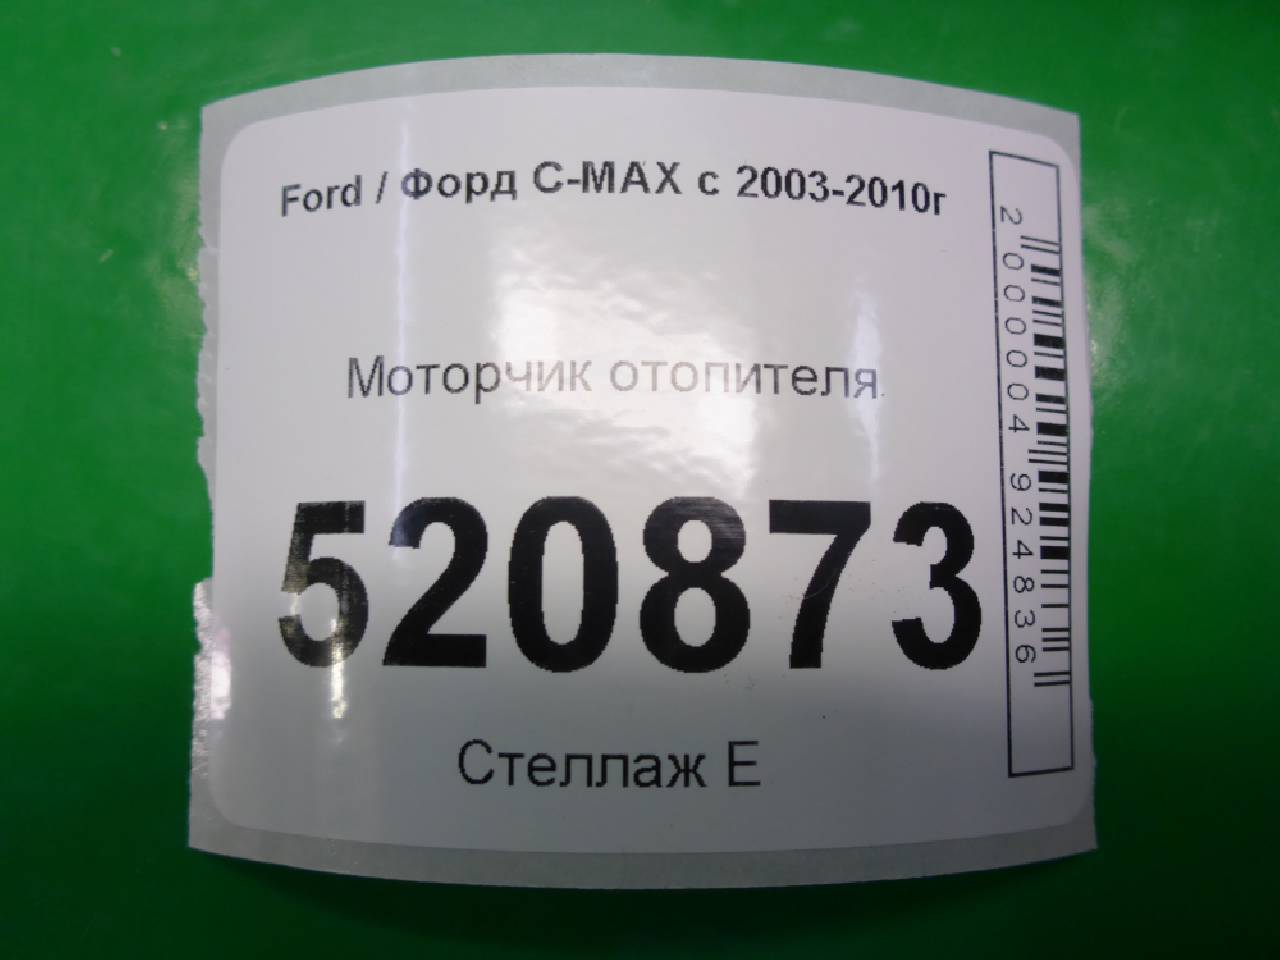 Ford / Форд C-MAX с 2003-2010г
Моторчик отопителя
520873
Стеллаж Е
2000004924836